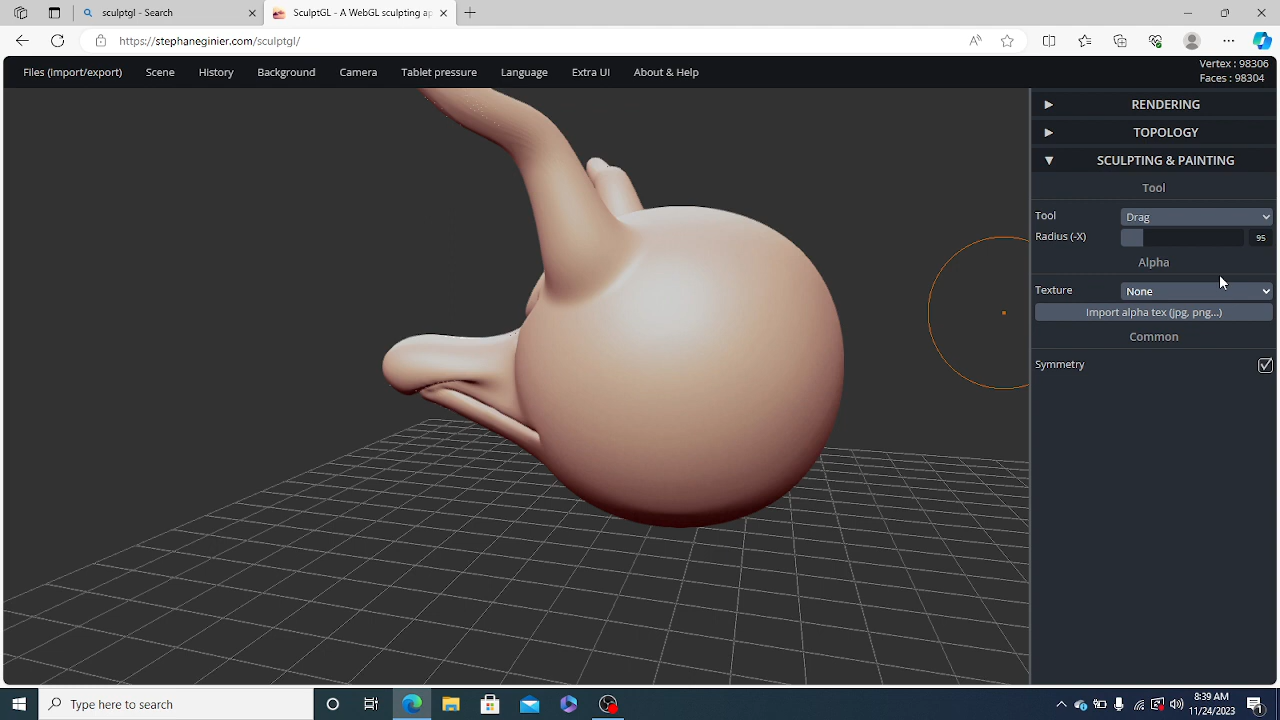 sculptgl - Search
SculptGL - A WebGL sculpting ap
https://stephaneginier.com/sculptgl/
Files (import/export) Scene History Background Camera Tablet pressure Language Extra UI About & Help
Vertex : 98306
Faces : 98304
RENDERING
TOPOLOGY
SCULPTING & PAINTING
Tool
Tool Drag
Radius (-X) 95
Alpha
Texture None
Import alpha tex (jpg, png...)
Common
Symmetry
Type here to search
8:39 AM
11/24/2023